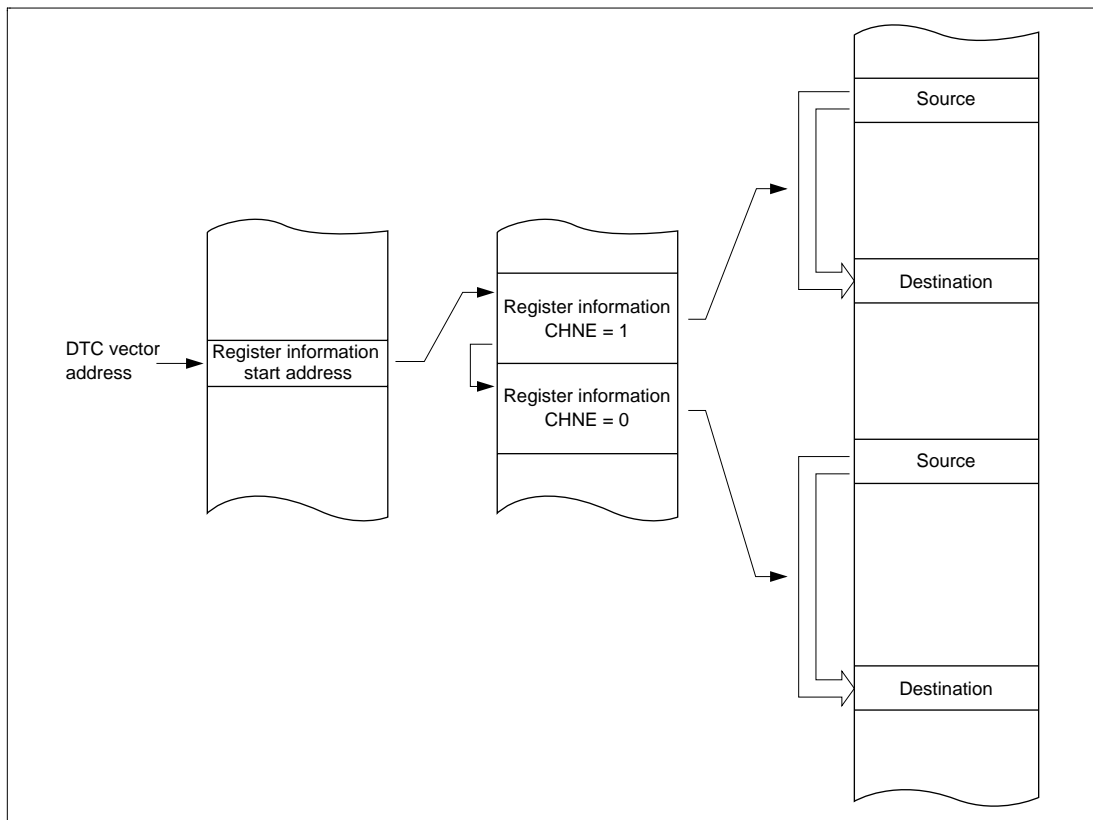 DTC vector
address
Register information
start address
Register information
CHNE = 1
Register information
CHNE = 0
Source
Destination
Source
Destination